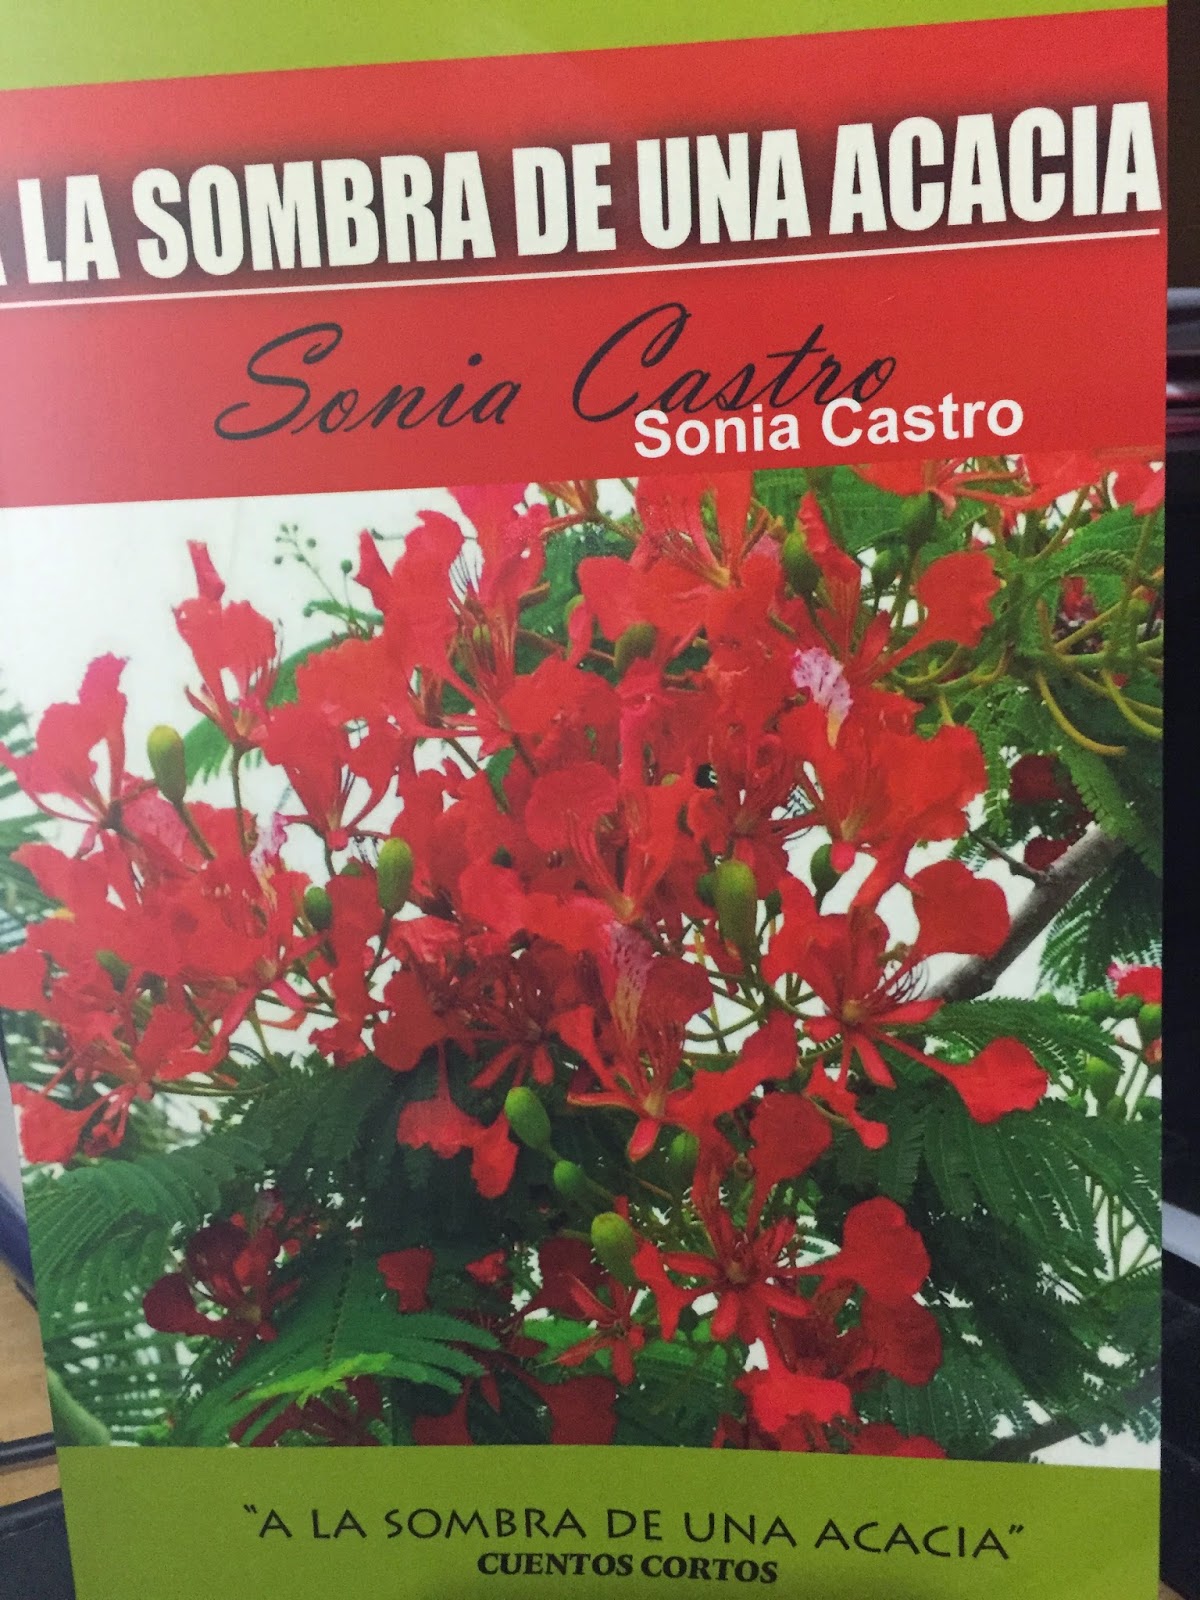 A LA SOMBRA DE UNA ACACIA
Sonia Castro
Sonia Castro
"A LA SOMBRA DE UNA ACACIA"
CUENTOS CORTOS